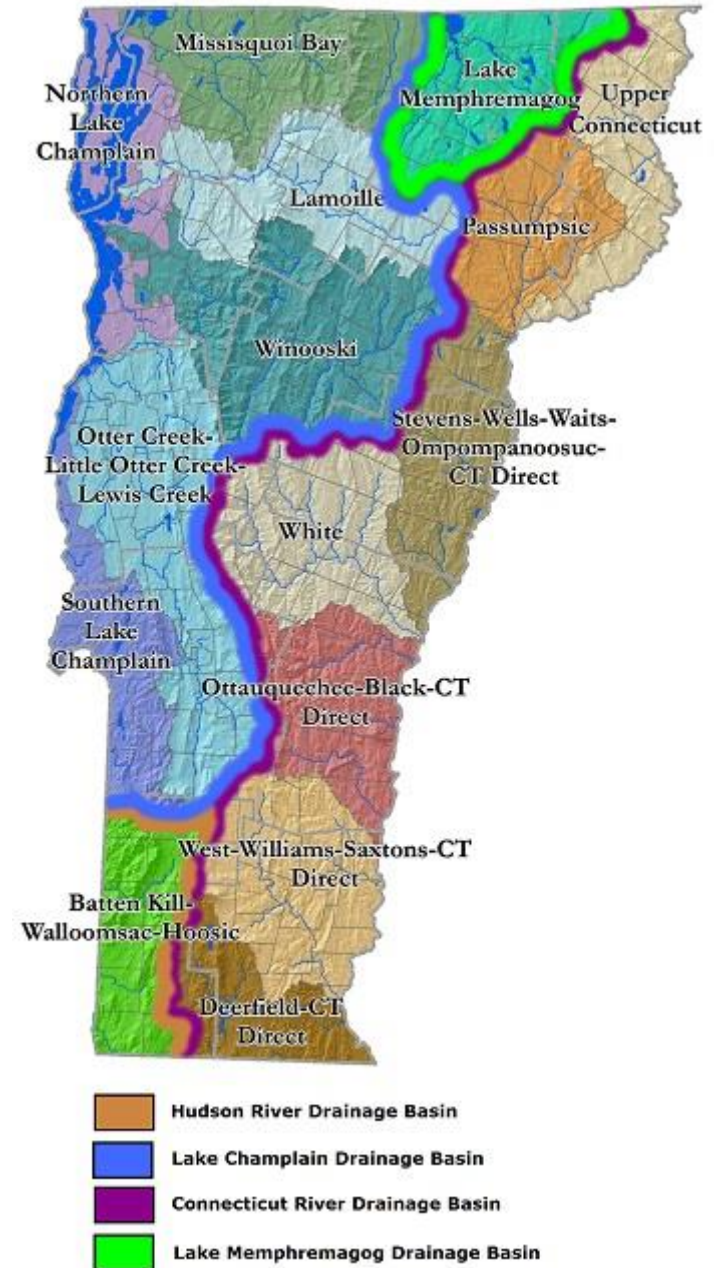 Missisquoi Bay
Lake
Memphremagog
Northern
Lake
Champlain
Upper
Connecticut
Lamoille
Passumpsic
Winooski
Stevens-Wells-Waits-
Ompompanoosuc-
CT Direct
Otter Creek-
Little Otter Creek-
Lewis Creek
White
Southern
Lake
Champlain
Ottauquechee-Black-CT
Direct
West-Williams-Saxtons-CT
Direct
Batten Kill-
Walloomsac-Hoosic
Deerfield-CT
Direct
Hudson River Drainage Basin
Lake Champlain Drainage Basin
Connecticut River Drainage Basin
Lake Memphremagog Drainage Basin